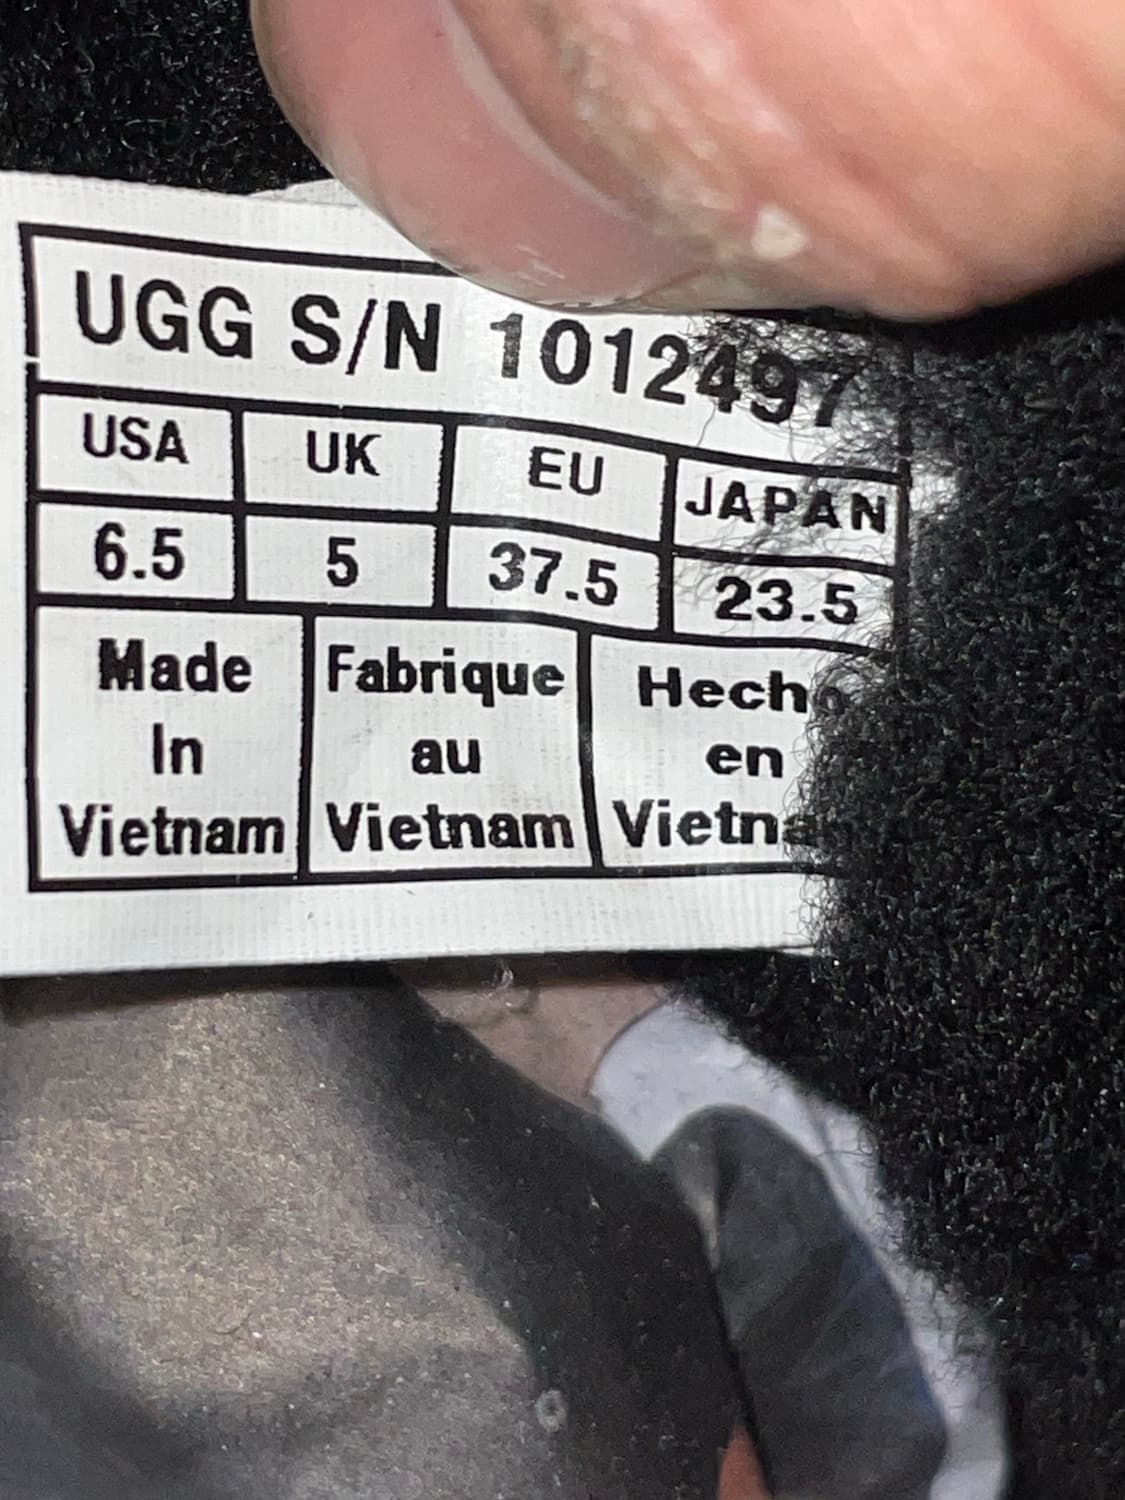 UGG S/N 1012497
USA UK EU JAPAN
6.5 5 37.5 23.5
Made Fabrique Hecho
In au en
Vietnam Vietnam